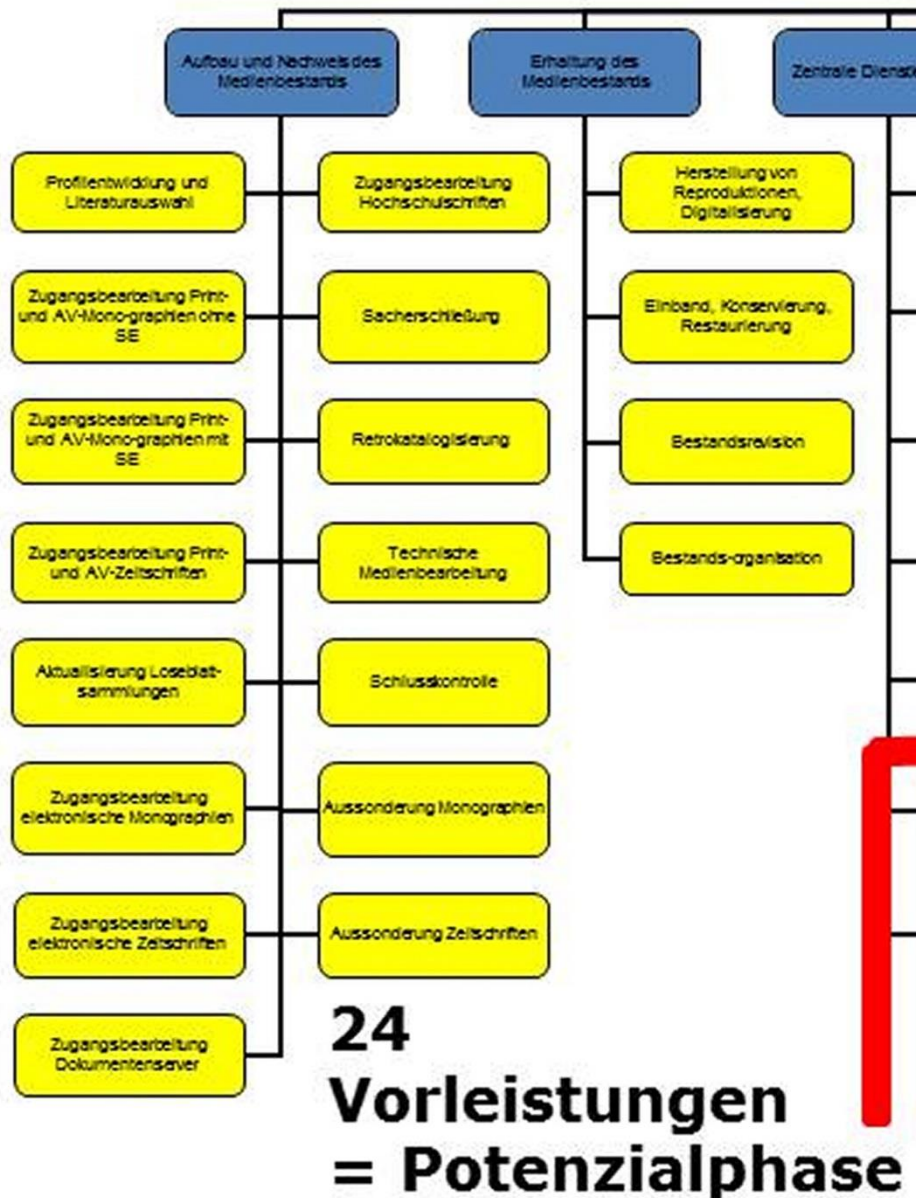 Aufbau und Nachweis des
Medienbestands
Erhaltung des
Medienbestands
Zentrale Dienste
Profilentwicklung und
Literaturauswahl
Zugangsbearbeitung Print-
und AV-Mono-graphien ohne
SE
Zugangsbearbeitung Print-
und AV-Mono-graphien mit
SE
Zugangsbearbeitung Print-
und AV-Zeitschriften
Aktualisierung Loseblatt-
sammlungen
Zugangsbearbeitung
elektronische Monographien
Zugangsbearbeitung
elektronische Zeitschriften
Zugangsbearbeitung
Dokumentenserver
Zugangsbearbeitung
Hochschulschriften
Sacherschließung
Retrokatalogisierung
Technische
Medienbearbeitung
Schlusskontrolle
Aussonderung Monographien
Aussonderung Zeitschriften
Herstellung von
Reproduktionen,
Digitalisierung
Einband, Konservierung,
Restaurierung
Bestandsrevision
Bestands-organisation
24
Vorleistungen
= Potenzialphase